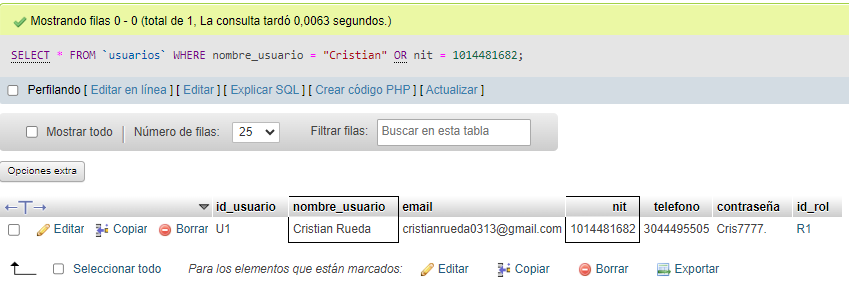 Mostrando filas 0 - 0 (total de 1, La consulta tardó 0,0063 segundos.)
SELECT * FROM `usuarios` WHERE nombre_usuario = "Cristian" OR nit = 1014481682;
Perfilando [ Editar en línea ] [ Editar ] [ Explicar SQL ] [ Crear código PHP ] [ Actualizar ]
Mostrar todo | Número de filas: 25 Filtrar filas: Buscar en esta tabla
Opciones extra
←T→ id_usuario nombre_usuario email nit telefono contraseña id_rol
Editar Copiar Borrar U1 Cristian Rueda cristianrueda0313@gmail.com 1014481682 3044495505 Cris7777. R1
Seleccionar todo Para los elementos que están marcados: Editar Copiar Borrar Exportar